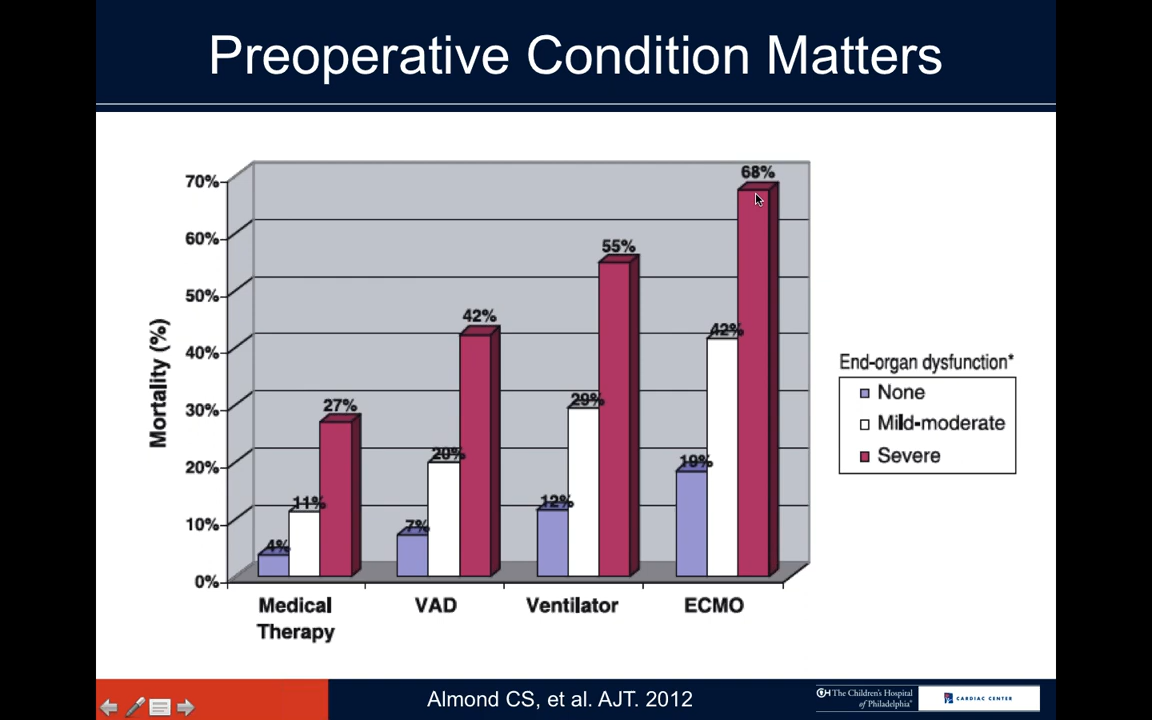 Preoperative Condition Matters
70%
60%
50%
40%
30%
20%
10%
0%
Mortality (%)
4%
11%
27%
7%
20%
42%
12%
29%
55%
19%
42%
68%
Medical
Therapy
VAD
Ventilator
ECMO
End-organ dysfunction*
None
Mild-moderate
Severe
Almond CS, et al. AJT. 2012
The Children's Hospital
of Philadelphia
CARDIAC CENTER